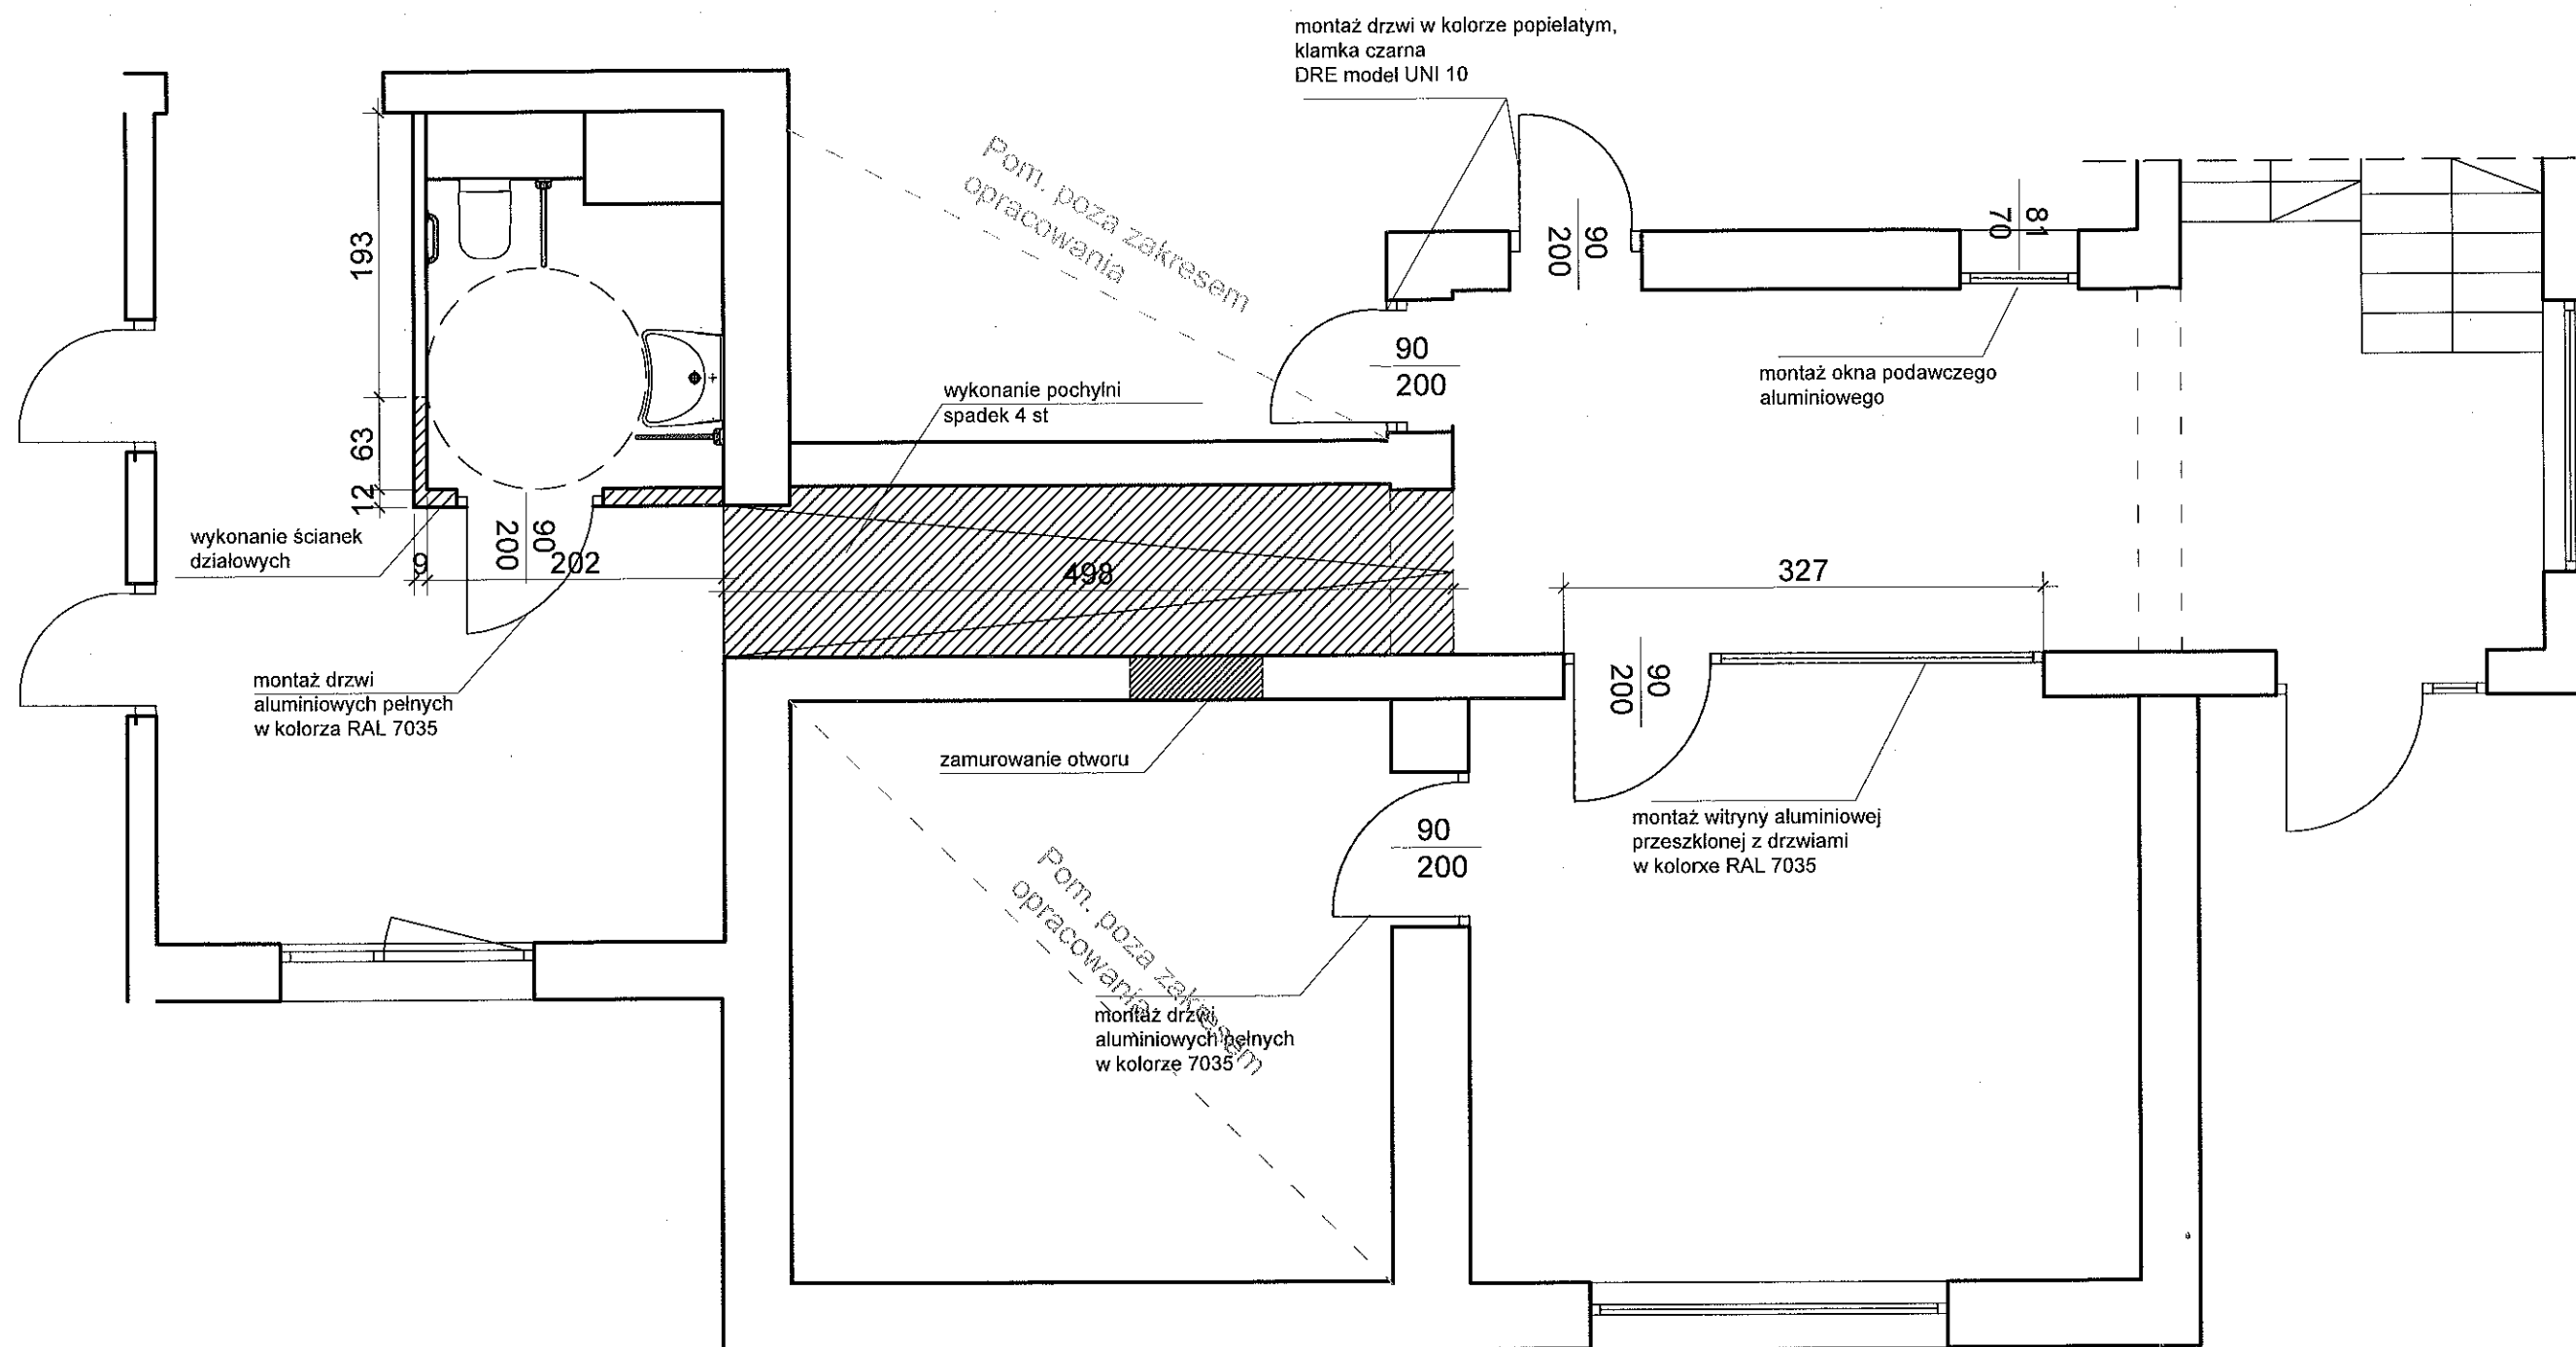 montaż drzwi w kolorze popielatym,
klamka czarna
DRE model UNI 10
Pom. poza zakresem
opracowania
81
70
90
200
90
200
montaż okna podawczego
aluminiowego
193
63
12
wykonanie pochylni
spadek 4 st
wykonanie ścianek
działowych
9
90
200
202
498
327
montaż drzwi
aluminiowych pełnych
w kolorza RAL 7035
zamurowanie otworu
90
200
montaż witryny aluminiowej
przeszklonej z drzwiami
w kolorxe RAL 7035
90
200
Pom. poza zakresem
opracowania
montaż drzwi
aluminiowych pełnych
w kolorze 7035